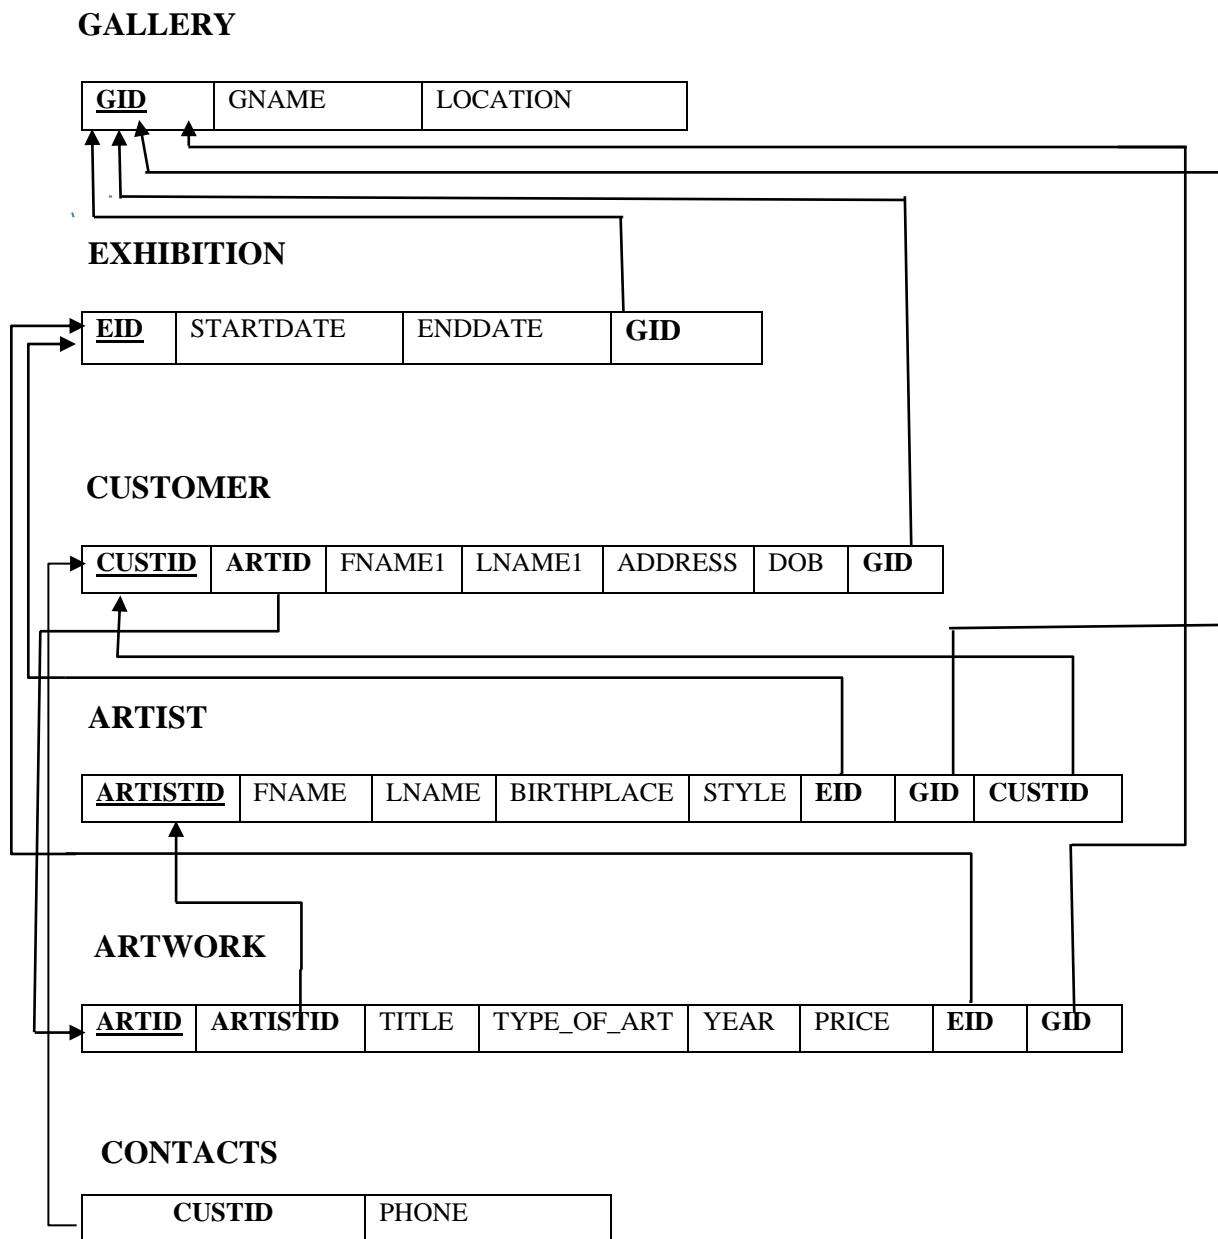 GALLERY
GID GNAME LOCATION
EXHIBITION
EID STARTDATE ENDDATE GID
CUSTOMER
CUSTID ARTID FNAME1 LNAME1 ADDRESS DOB GID
ARTIST
ARTISTID FNAME LNAME BIRTHPLACE STYLE EID GID CUSTID
ARTWORK
ARTID ARTISTID TITLE TYPE_OF_ART YEAR PRICE EID GID
CONTACTS
CUSTID PHONE